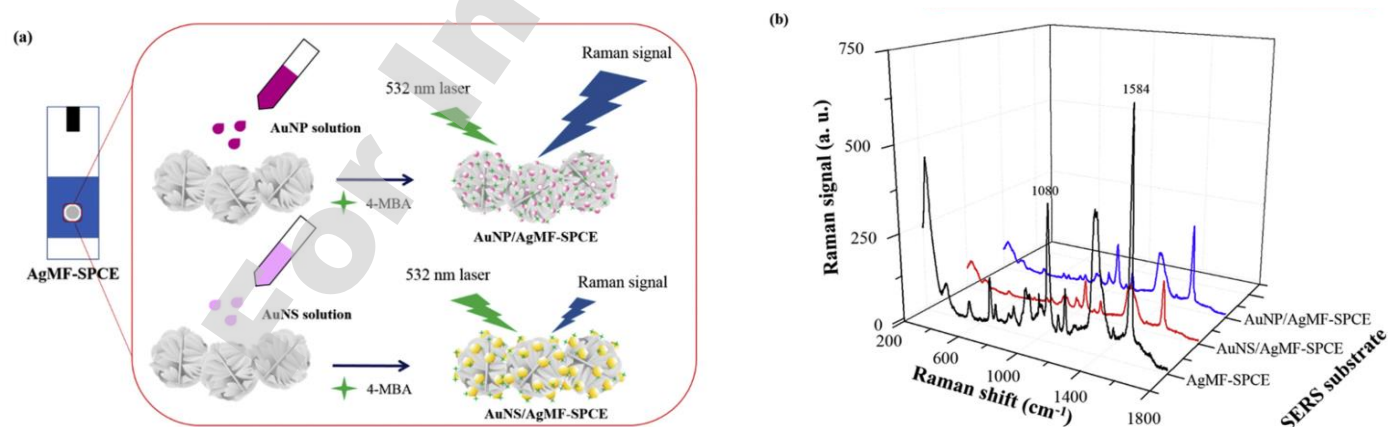 (a)
AuNP solution
532 nm laser
Raman signal
4-MBA
AuNP/AgMF-SPCE
AgMF-SPCE
AuNS solution
532 nm laser
Raman signal
4-MBA
AuNS/AgMF-SPCE
For In
(b)
750
500
250
0
Raman signal (a. u.)
1080
1584
200
600
1000
1400
1800
Raman shift (cm⁻¹)
AuNP/AgMF-SPCE
AuNS/AgMF-SPCE
AgMF-SPCE
SERS substrate